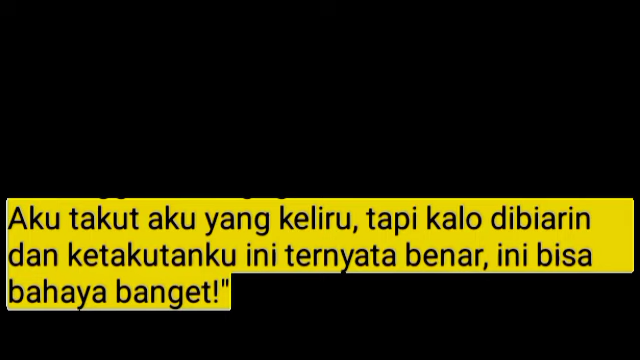 Aku takut aku yang keliru, tapi kalo dibiarin
dan ketakutanku ini ternyata benar, ini bisa
bahaya banget!"